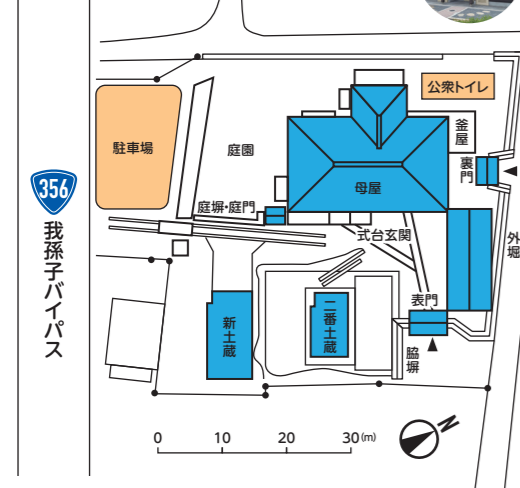 公衆トイレ
釜屋
裏門
駐車場
庭園
母屋
356
我孫子バイパス
庭塀・庭門
式台玄関
外堀
表門
新土蔵
二番土蔵
脇塀
0 10 20 30(m)
N